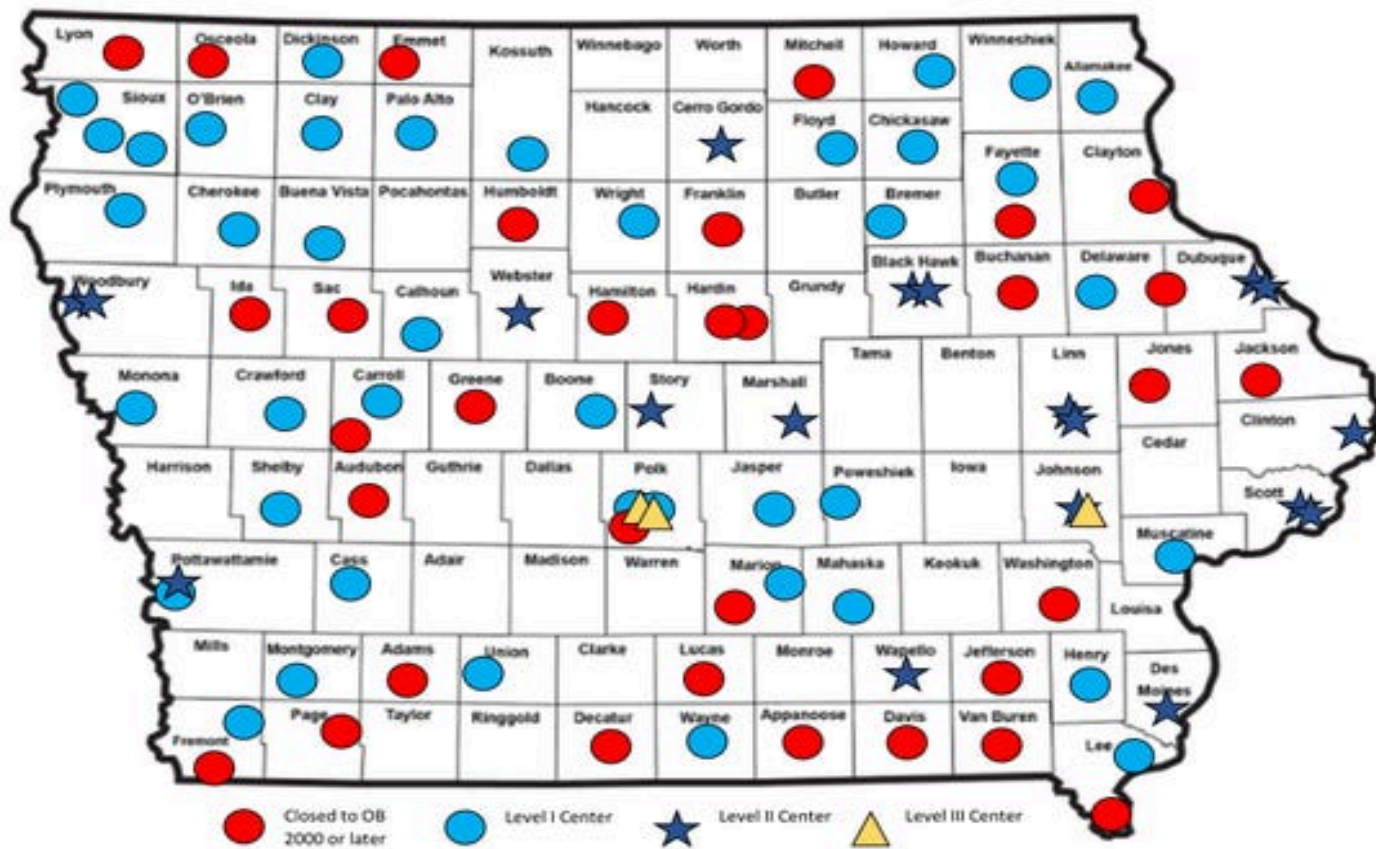 Lyon Osceola Dickinson Emmet Kossuth Winnebago Worth Mitchell Howard Winneshiek Allamakee
Sioux O'Brien Clay Palo Alto Hancock Cerro Gordo Floyd Chickasaw Fayette Clayton
Plymouth Cherokee Buena Vista Pocahontas Humboldt Wright Franklin Butler Bremer
Woodbury Ida Sac Calhoun Webster Hamilton Hardin Grundy Black Hawk Buchanan Delaware Dubuque
Tama Benton Linn Jones Jackson
Monona Crawford Carroll Greene Boone Story Marshall Clinton
Cedar
Harrison Shelby Audubon Guthrie Dallas Polk Jasper Poweshiek Iowa Johnson Scott
Muscatine
Pottawattamie Cass Adair Madison Warren Marion Mahaska Keokuk Washington
Louisa
Mills Montgomery Adams Union Clarke Lucas Monroe Wapello Jefferson Henry Des
Moines
Fremont Page Taylor Ringgold Decatur Wayne Appanoose Davis Van Buren Lee
Closed to OB
2000 or later
Level I Center
Level II Center
Level III Center